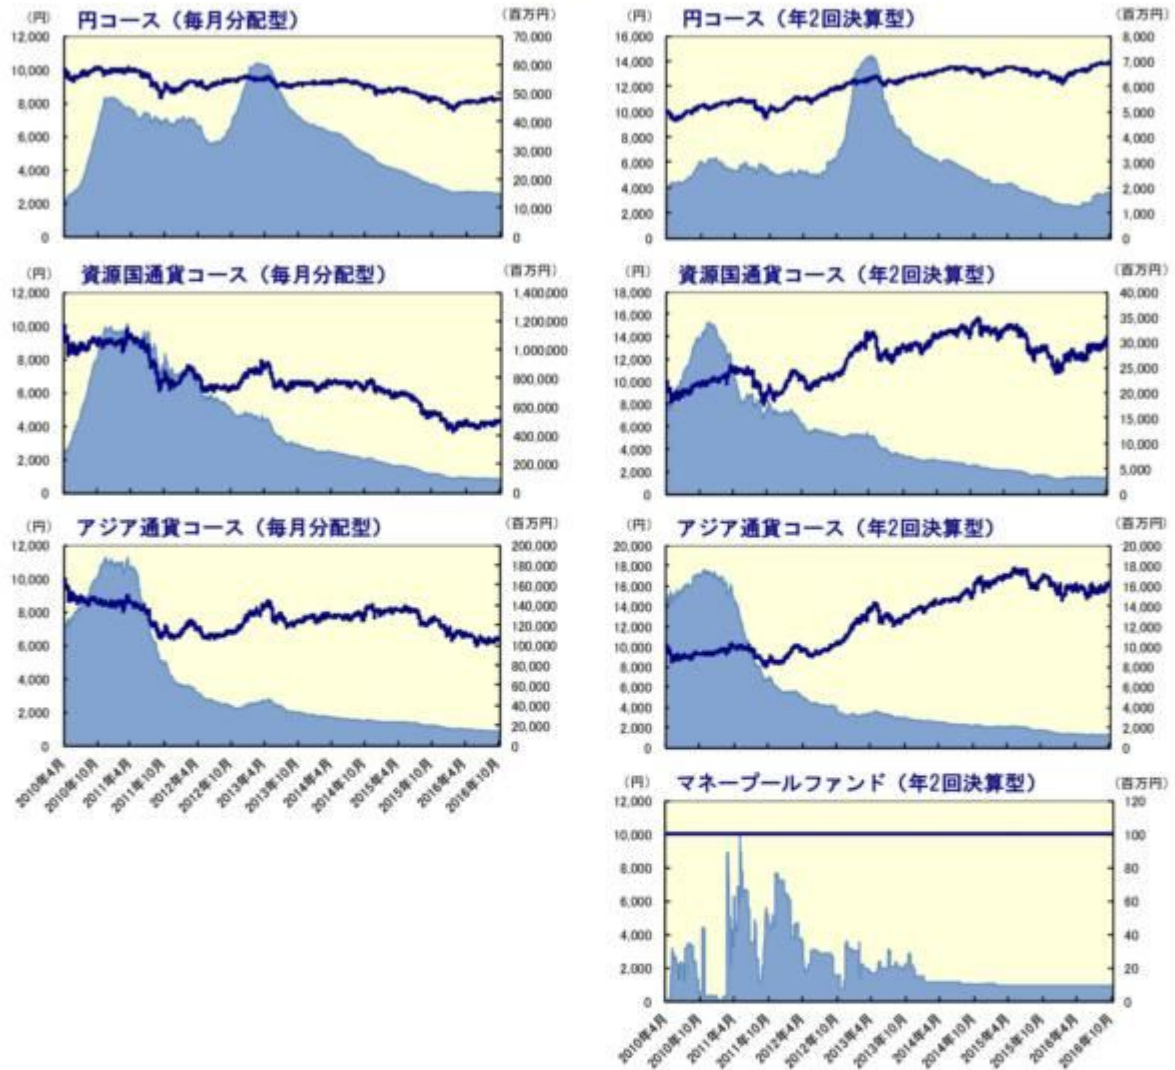 円コース（毎月分配型）
（円）
（百万円）
12,000
10,000
8,000
6,000
4,000
2,000
0
70,000
60,000
50,000
40,000
30,000
20,000
10,000
0
円コース（年2回決算型）
（円）
（百万円）
16,000
14,000
12,000
10,000
8,000
6,000
4,000
2,000
0
8,000
7,000
6,000
5,000
4,000
3,000
2,000
1,000
0
資源国通貨コース（毎月分配型）
（円）
（百万円）
12,000
10,000
8,000
6,000
4,000
2,000
0
1,400,000
1,200,000
1,000,000
800,000
600,000
400,000
200,000
0
資源国通貨コース（年2回決算型）
（円）
（百万円）
18,000
16,000
14,000
12,000
10,000
8,000
6,000
4,000
2,000
0
40,000
35,000
30,000
25,000
20,000
15,000
10,000
5,000
0
アジア通貨コース（毎月分配型）
（円）
（百万円）
12,000
10,000
8,000
6,000
4,000
2,000
0
200,000
180,000
160,000
140,000
120,000
100,000
80,000
60,000
40,000
20,000
0
2010年4月
2010年10月
2011年4月
2011年10月
2012年4月
2012年10月
2013年4月
2013年10月
2014年4月
2014年10月
2015年4月
2015年10月
2016年4月
2016年10月
アジア通貨コース（年2回決算型）
（円）
（百万円）
20,000
18,000
16,000
14,000
12,000
10,000
8,000
6,000
4,000
2,000
0
20,000
18,000
16,000
14,000
12,000
10,000
8,000
6,000
4,000
2,000
0
マネープールファンド（年2回決算型）
（円）
（百万円）
12,000
10,000
8,000
6,000
4,000
2,000
0
120
100
80
60
40
20
0
2010年4月
2010年10月
2011年4月
2011年10月
2012年4月
2012年10月
2013年4月
2013年10月
2014年4月
2014年10月
2015年4月
2015年10月
2016年4月
2016年10月